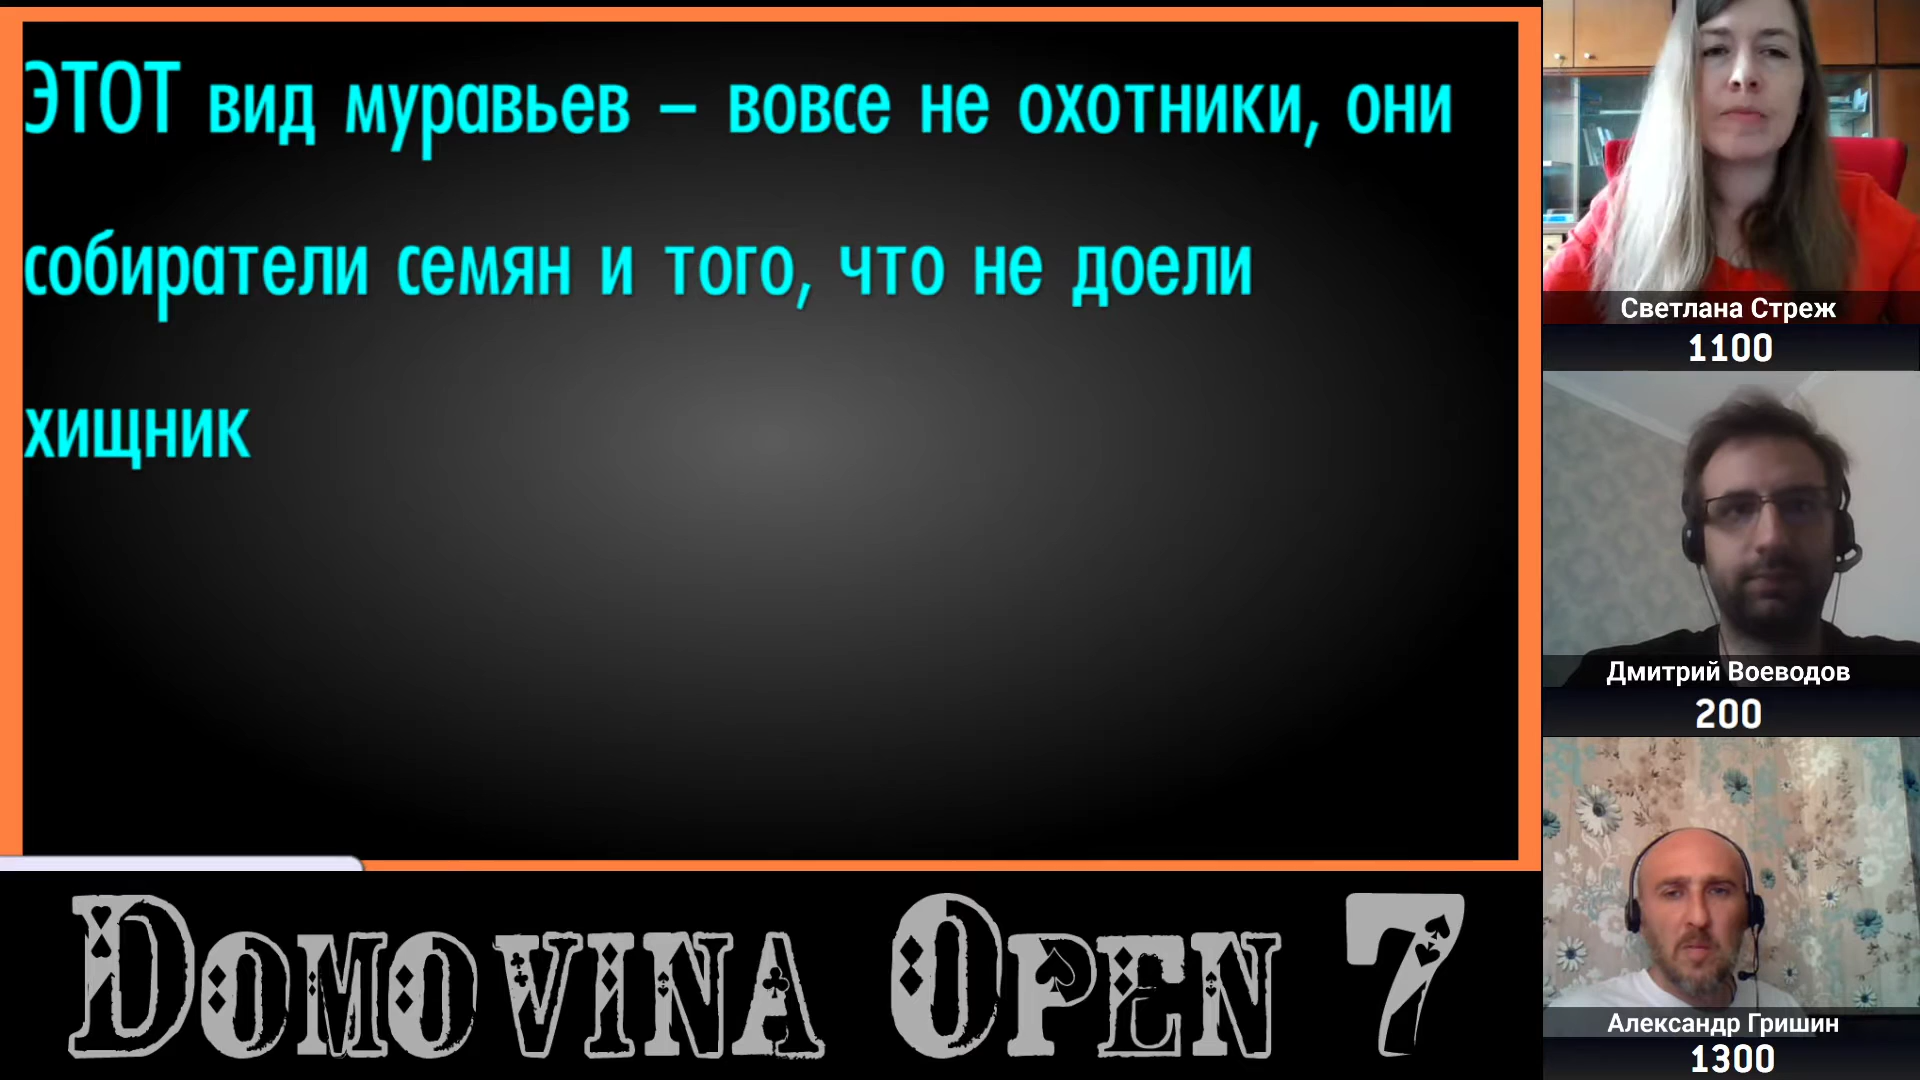 ЭТОТ вид муравьев – вовсе не охотники, они
собиратели семян и того, что не доели
хищник
Светлана Стреж
1100
Дмитрий Воеводов
200
Александр Гришин
1300
Domovina Open 7